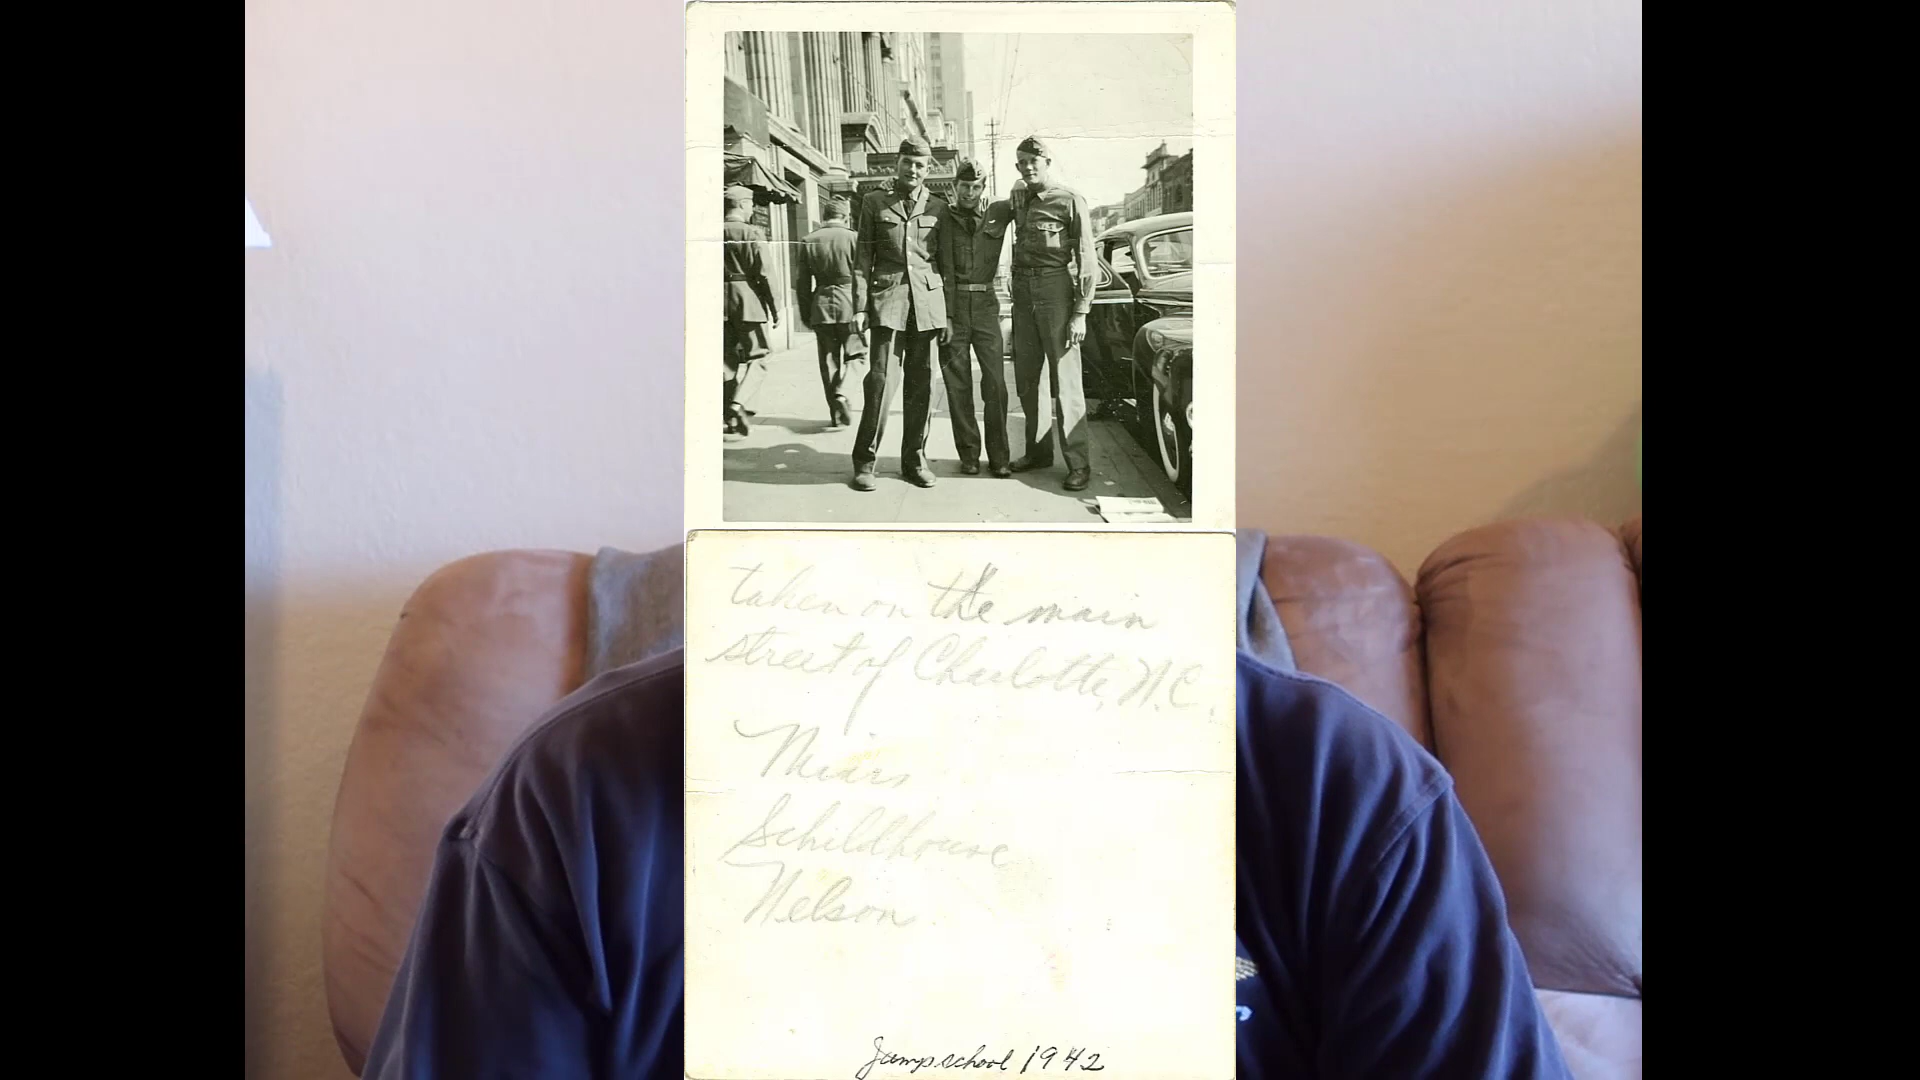 taken on the main
street of Charlotte, N.C.
Miars
Schildhouse
Nelson
Jump school 1942